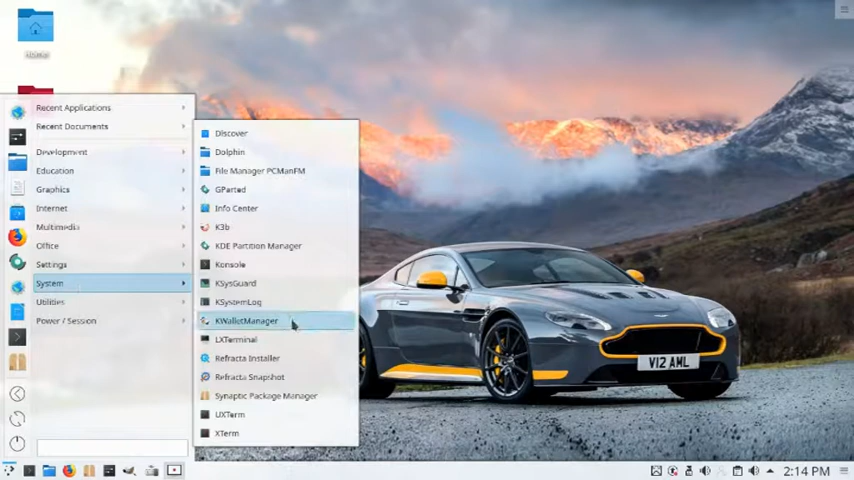 Home
Recent Applications
Recent Documents
Development
Education
Graphics
Internet
Multimedia
Office
Settings
System
Utilities
Power / Session
Discover
Dolphin
File Manager PCManFM
GParted
Info Center
K3b
KDE Partition Manager
Konsole
KSysGuard
KSystemLog
KWalletManager
LXTerminal
Refracta Installer
Refracta Snapshot
Synaptic Package Manager
UXTerm
XTerm
V12 AML
2:14 PM